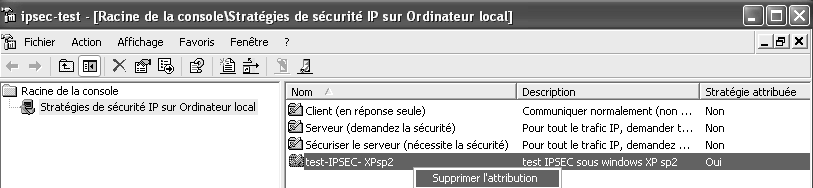 ipsec-test - [Racine de la console\Stratégies de sécurité IP sur Ordinateur local]
Fichier Action Affichage Favoris Fenêtre ?
Racine de la console
Stratégies de sécurité IP sur Ordinateur local
Nom Description Stratégie attribuée
Client (en réponse seule) Communiquer normalement (non ... Non
Serveur (demandez la sécurité) Pour tout le trafic IP, demander t... Non
Sécuriser le serveur (nécessite la sécurité) Pour tout le trafic IP, demandez ... Non
test-IPSEC- XPsp2 test IPSEC sous windows XP sp2 Oui
Supprimer l'attribution